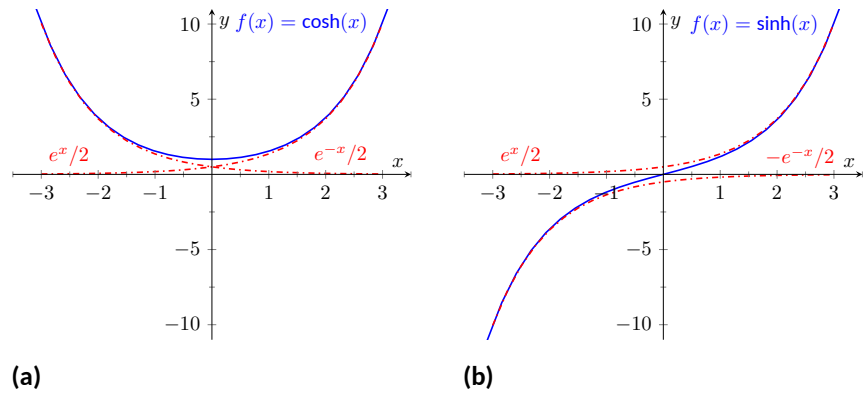 10 y f(x) = cosh(x)
5
e^x/2 e^{-x}/2 x
−3 −2 −1 1 2 3
−5
−10
(a)
10 y f(x) = sinh(x)
5
e^x/2 −e^{-x}/2 x
−3 −2 −1 1 2 3
−5
−10
(b)